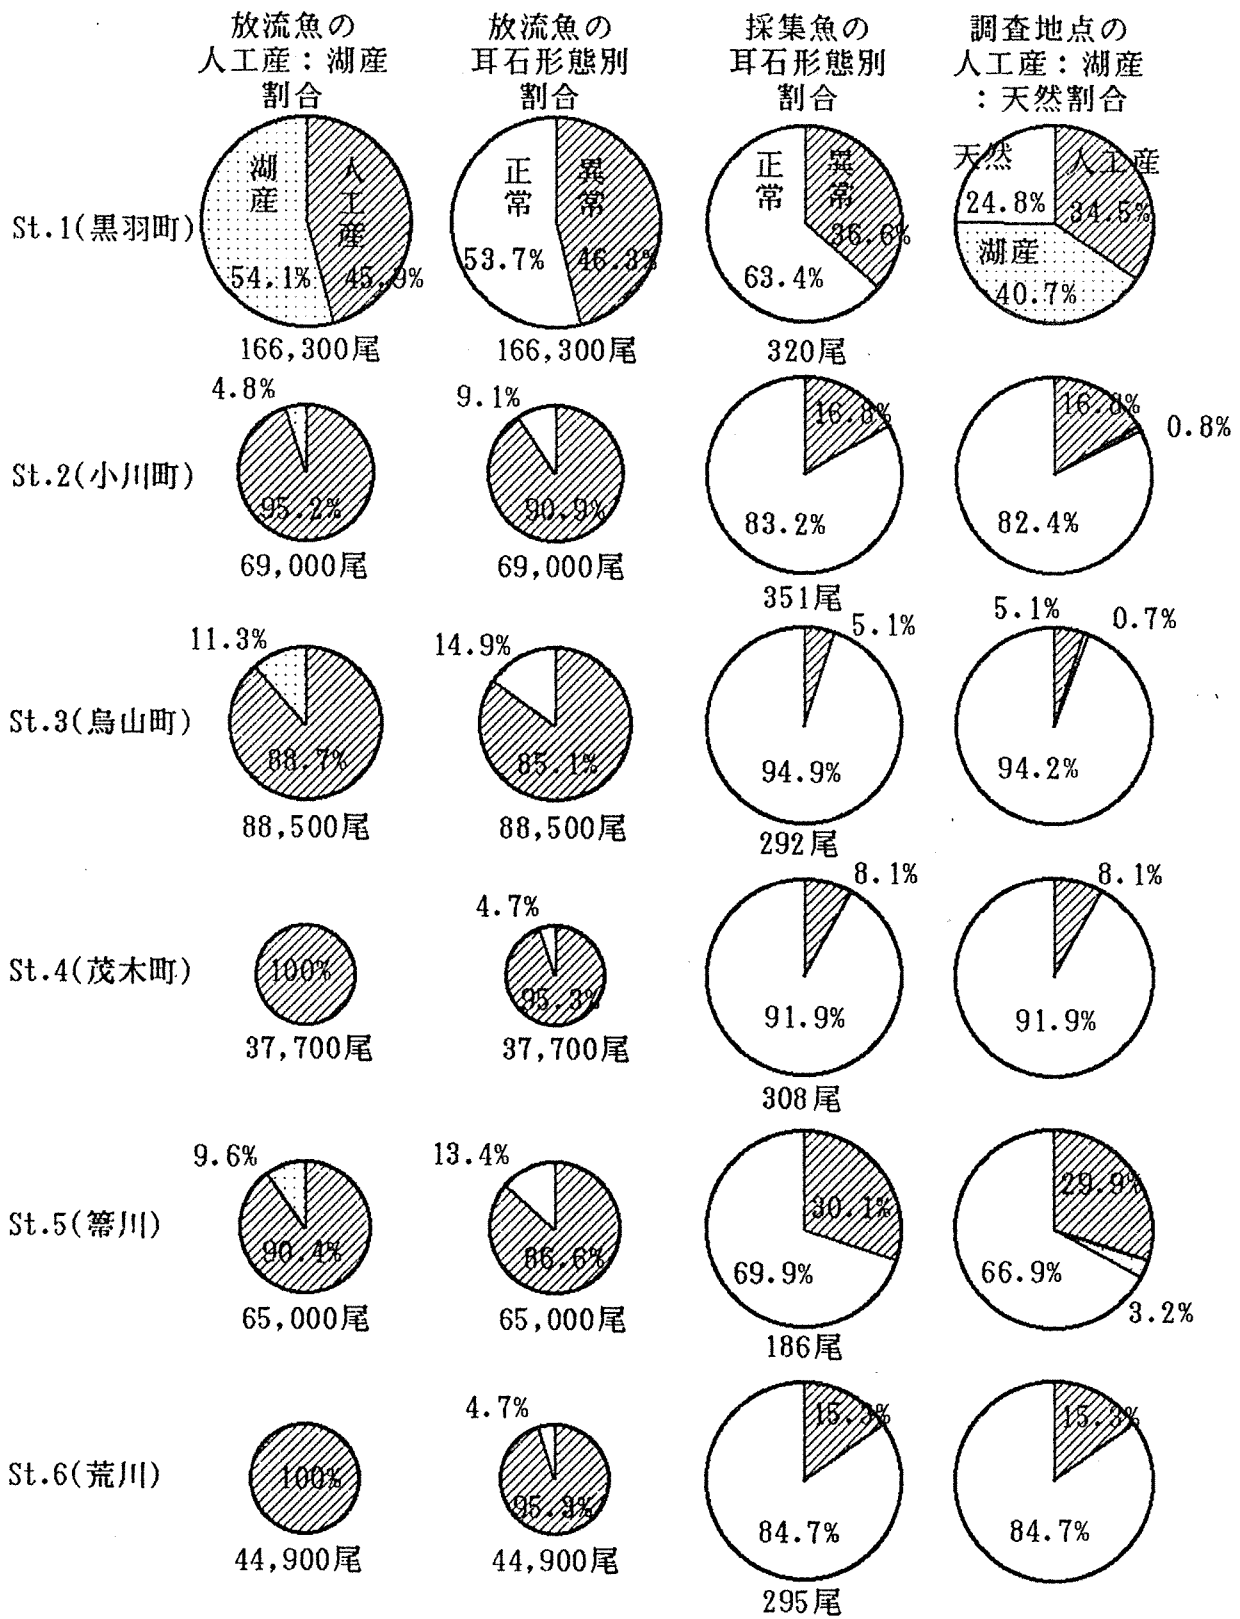 放流魚の
人工産：湖産
割合
放流魚の
耳石形態別
割合
採集魚の
耳石形態別
割合
調査地点の
人工産：湖産
：天然割合
St.1(黒羽町)
湖産
人工産
54.1%
45.9%
166,300尾
正常
異常
53.7%
46.3%
166,300尾
正常
異常
36.6%
63.4%
320尾
天然
人工産
24.8%
34.5%
湖産
40.7%
St.2(小川町)
4.8%
95.2%
69,000尾
9.1%
90.9%
69,000尾
16.8%
83.2%
351尾
16.8%
0.8%
82.4%
St.3(烏山町)
11.3%
88.7%
88,500尾
14.9%
85.1%
88,500尾
5.1%
94.9%
292尾
5.1%
0.7%
94.2%
St.4(茂木町)
100%
37,700尾
4.7%
95.3%
37,700尾
8.1%
91.9%
308尾
8.1%
91.9%
St.5(箒川)
9.6%
90.4%
65,000尾
13.4%
86.6%
65,000尾
30.1%
69.9%
186尾
29.9%
66.9%
3.2%
St.6(荒川)
100%
44,900尾
4.7%
95.3%
44,900尾
15.3%
84.7%
295尾
15.3%
84.7%